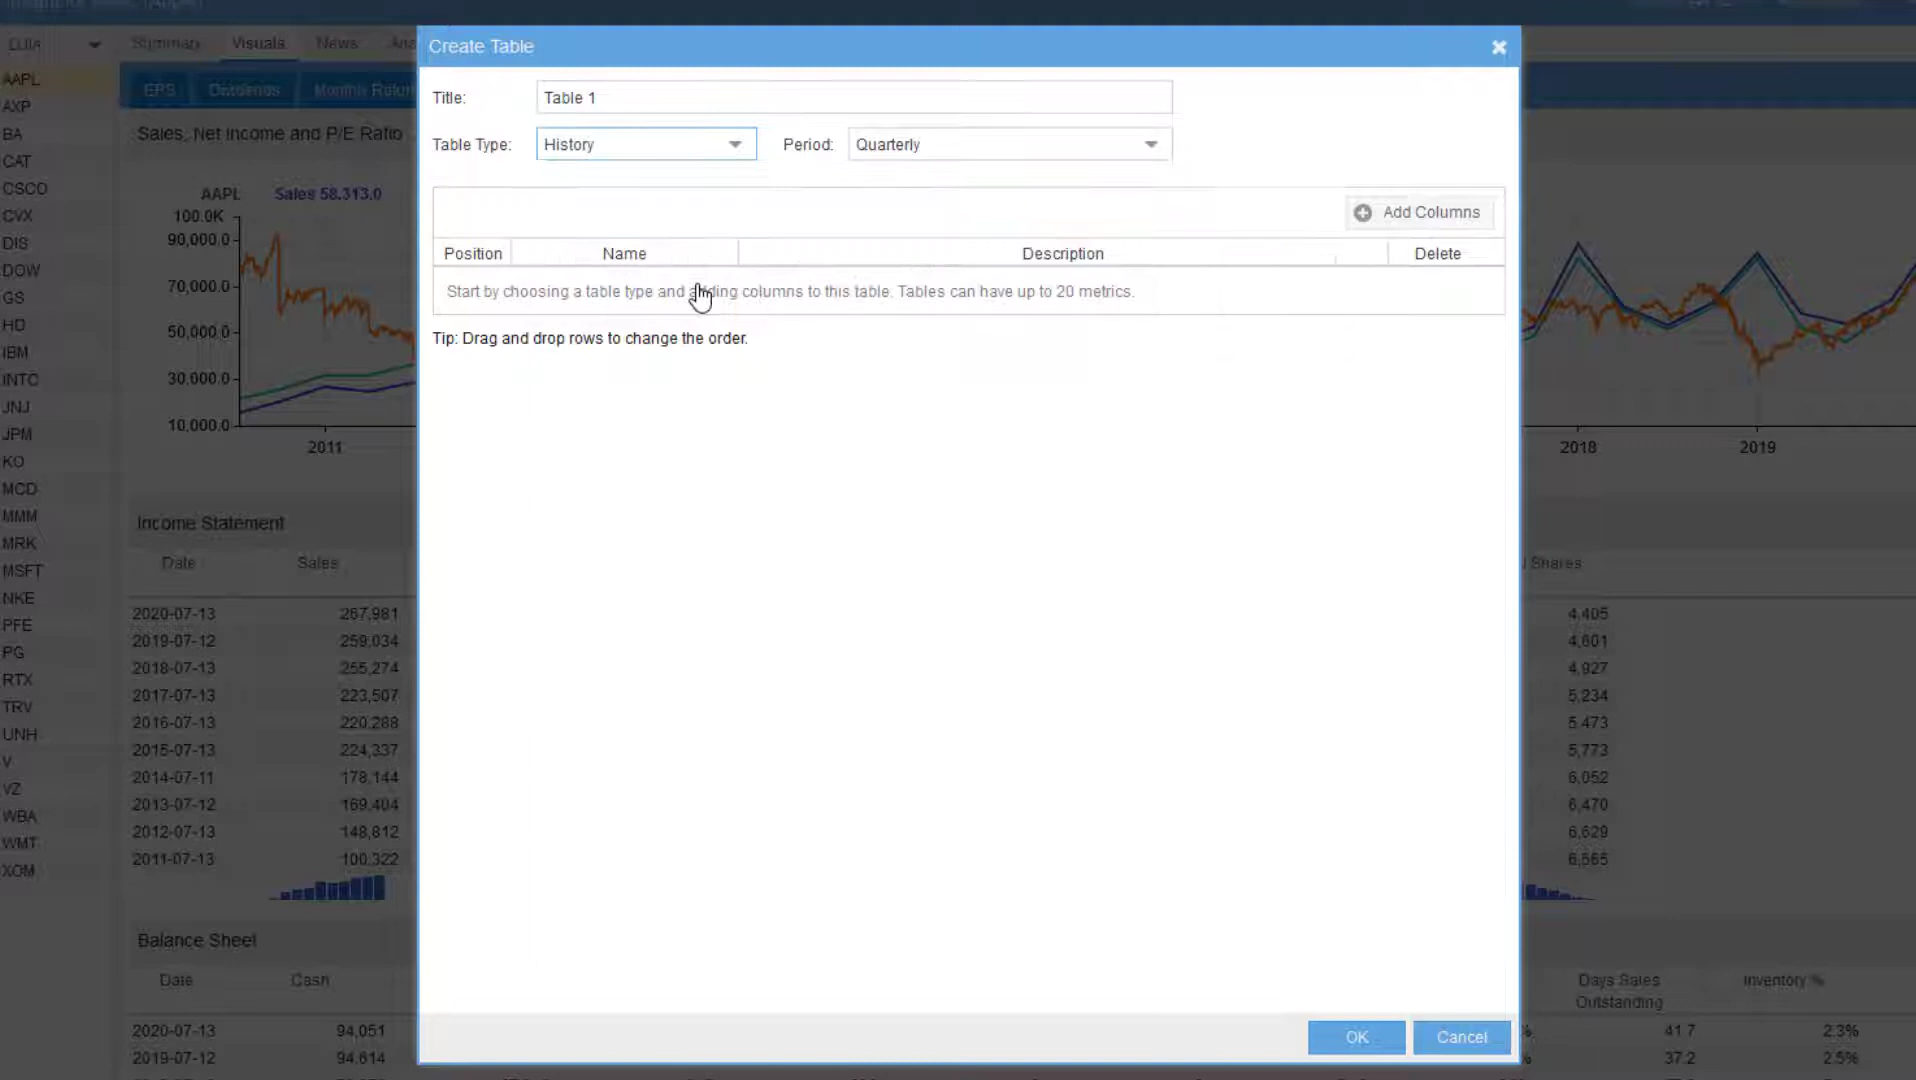 Create Table
Title: Table 1
Table Type: History Period: Quarterly
Add Columns
Position Name Description Delete
Start by choosing a table type and adding columns to this table. Tables can have up to 20 metrics.
Tip: Drag and drop rows to change the order.
OK Cancel
DJIA
AAPL
AXP
BA
CAT
CSCO
CVX
DIS
DOW
GS
HD
IBM
INTC
JNJ
JPM
KO
MCD
MMM
MRK
MSFT
NKE
PFE
PG
RTX
TRV
UNH
V
VZ
WBA
WMT
XOM
Summary Visuals News
EPS Dividends Monthly
Sales, Net Income and P/E Ratio
AAPL Sales 58,313.0
100.0K
90,000.0
70,000.0
50,000.0
30,000.0
10,000.0
2011 2018 2019
Income Statement
Date Sales Shares
2020-07-13 267,981 4,405
2019-07-12 259,034 4,601
2018-07-13 255,274 4,927
2017-07-13 223,507 5,234
2016-07-13 220,288 5,473
2015-07-13 224,337 5,773
2014-07-11 178,144 6,052
2013-07-12 169,404 6,470
2012-07-13 148,812 6,629
2011-07-13 100,322 6,565
Balance Sheet
Date Cash Days Sales Inventory %
Outstanding
2020-07-13 94,051 % 41.7 2.3%
2019-07-12 94,614 % 37.2 2.5%